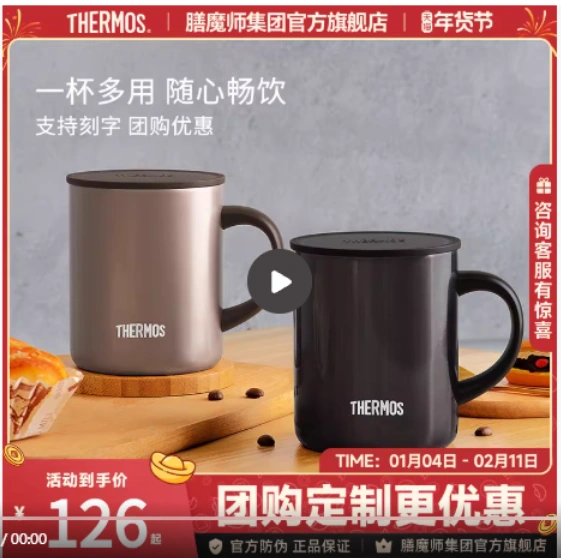 THERMOS. | 膳魔师集团官方旗舰店 | 天猫年货节
一杯多用 随心畅饮
支持刻字 团购优惠
咨询客服有惊喜
THERMOS
THERMOS
TIME：01月04日 - 02月11日
活动到手价
¥126起
团购定制更优惠
/ 00:00
官方防伪 正品保证
膳魔师集团官方旗舰店